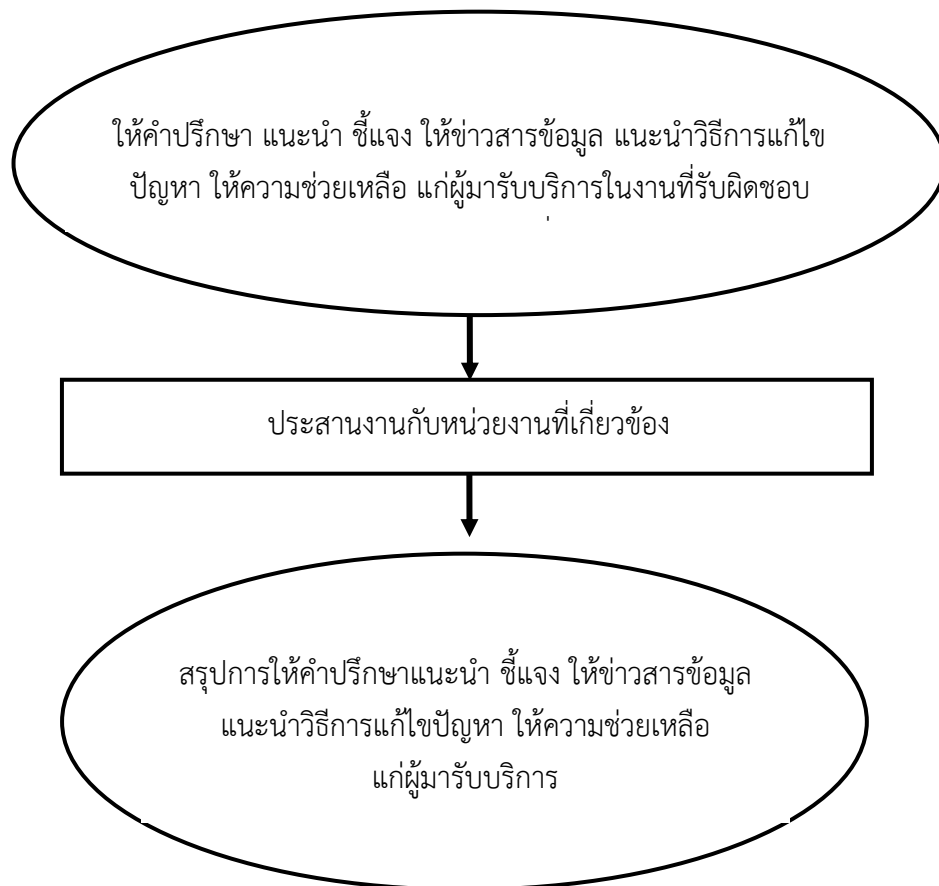 ให้คำปรึกษา แนะนำ ชี้แจง ให้ข่าวสารข้อมูล แนะนำวิธีการแก้ไข
ปัญหา ให้ความช่วยเหลือ แก่ผู้มารับบริการในงานที่รับผิดชอบ
ประสานงานกับหน่วยงานที่เกี่ยวข้อง
สรุปการให้คำปรึกษาแนะนำ ชี้แจง ให้ข่าวสารข้อมูล
แนะนำวิธีการแก้ไขปัญหา ให้ความช่วยเหลือ
แก่ผู้มารับบริการ